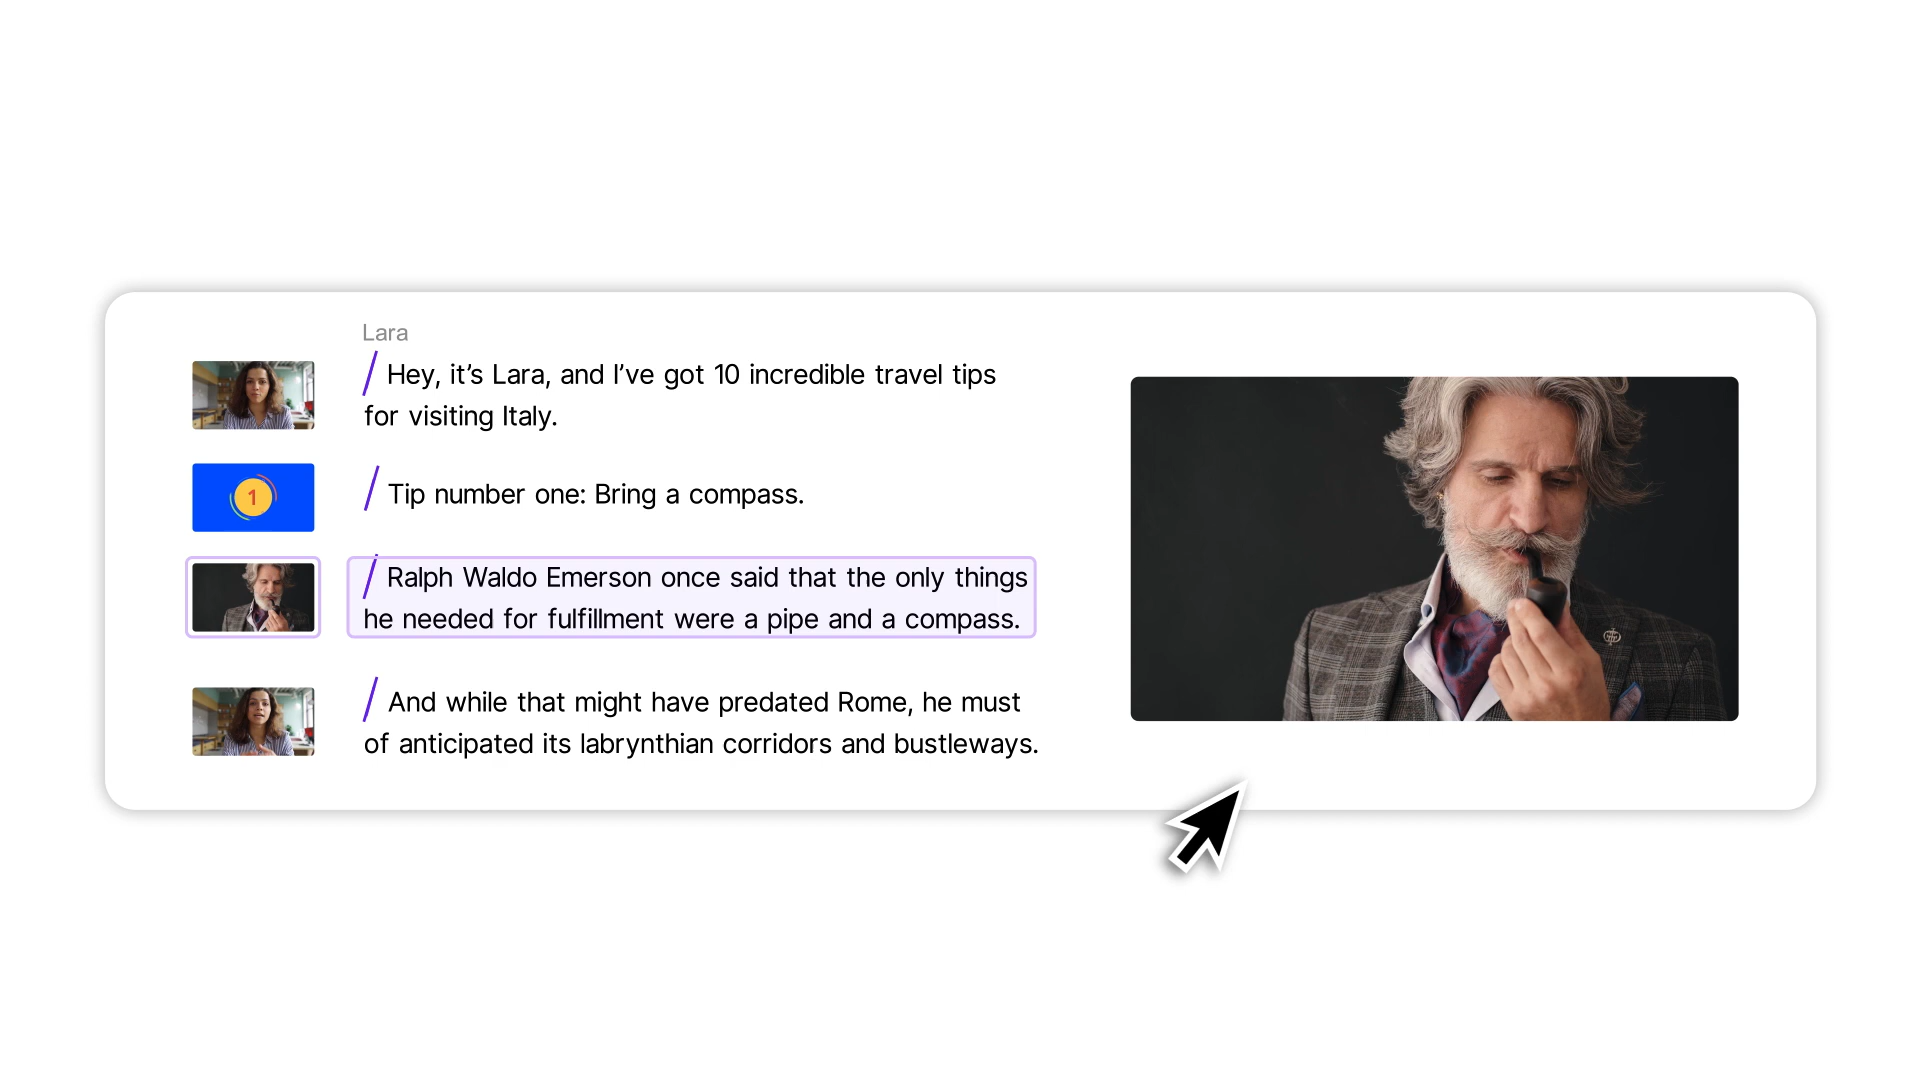 Lara
/ Hey, it’s Lara, and I’ve got 10 incredible travel tips
for visiting Italy.
1
/ Tip number one: Bring a compass.
/ Ralph Waldo Emerson once said that the only things
he needed for fulfillment were a pipe and a compass.
/ And while that might have predated Rome, he must
of anticipated its labrynthian corridors and bustleways.